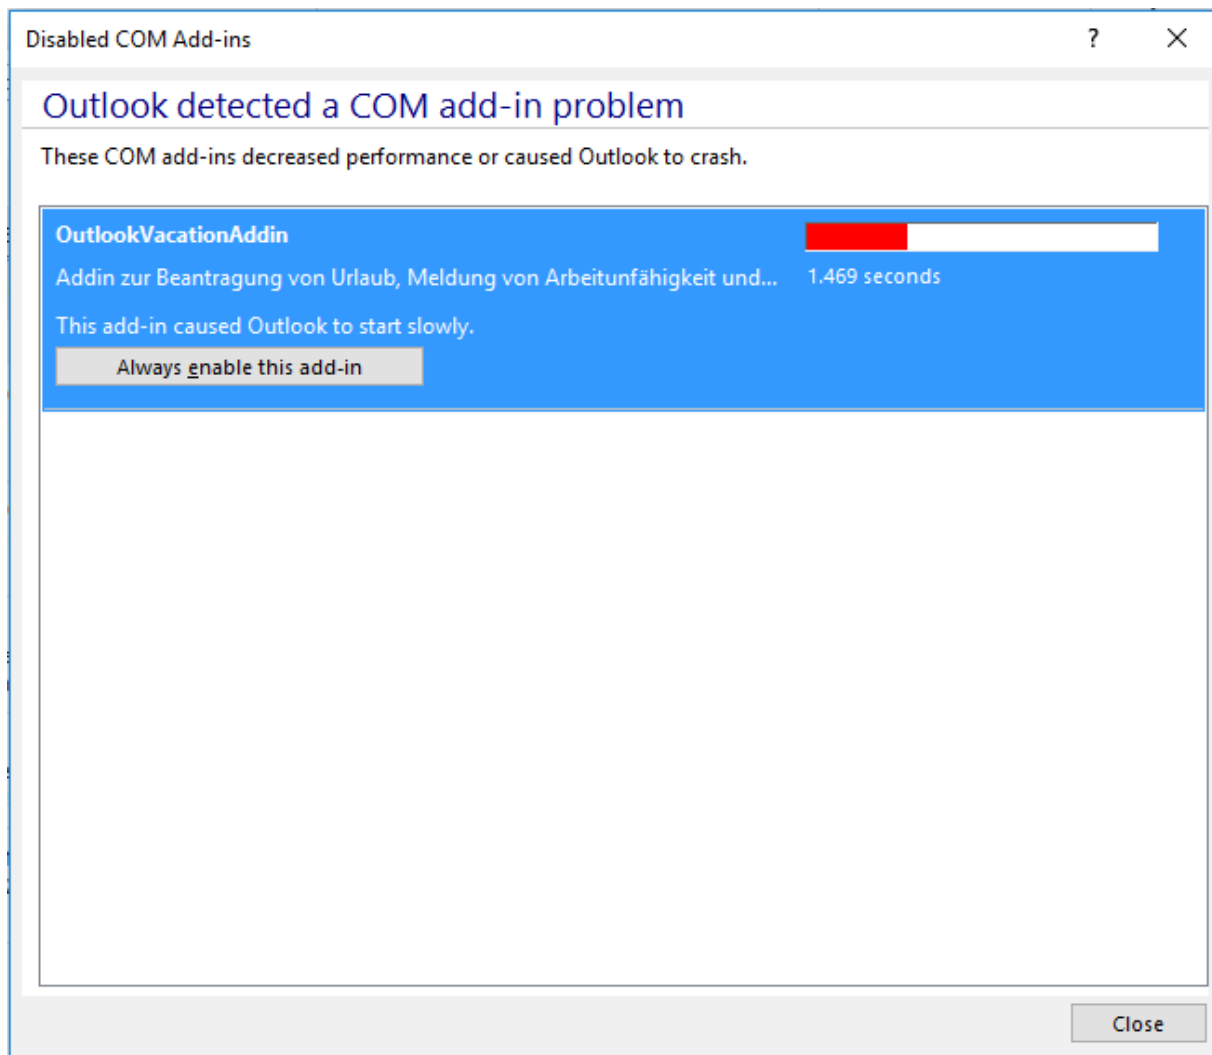 Disabled COM Add-ins
Outlook detected a COM add-in problem
These COM add-ins decreased performance or caused Outlook to crash.
OutlookVacationAddin
Addin zur Beantragung von Urlaub, Meldung von Arbeitunfähigkeit und... 1.469 seconds
This add-in caused Outlook to start slowly.
Always enable this add-in
Close